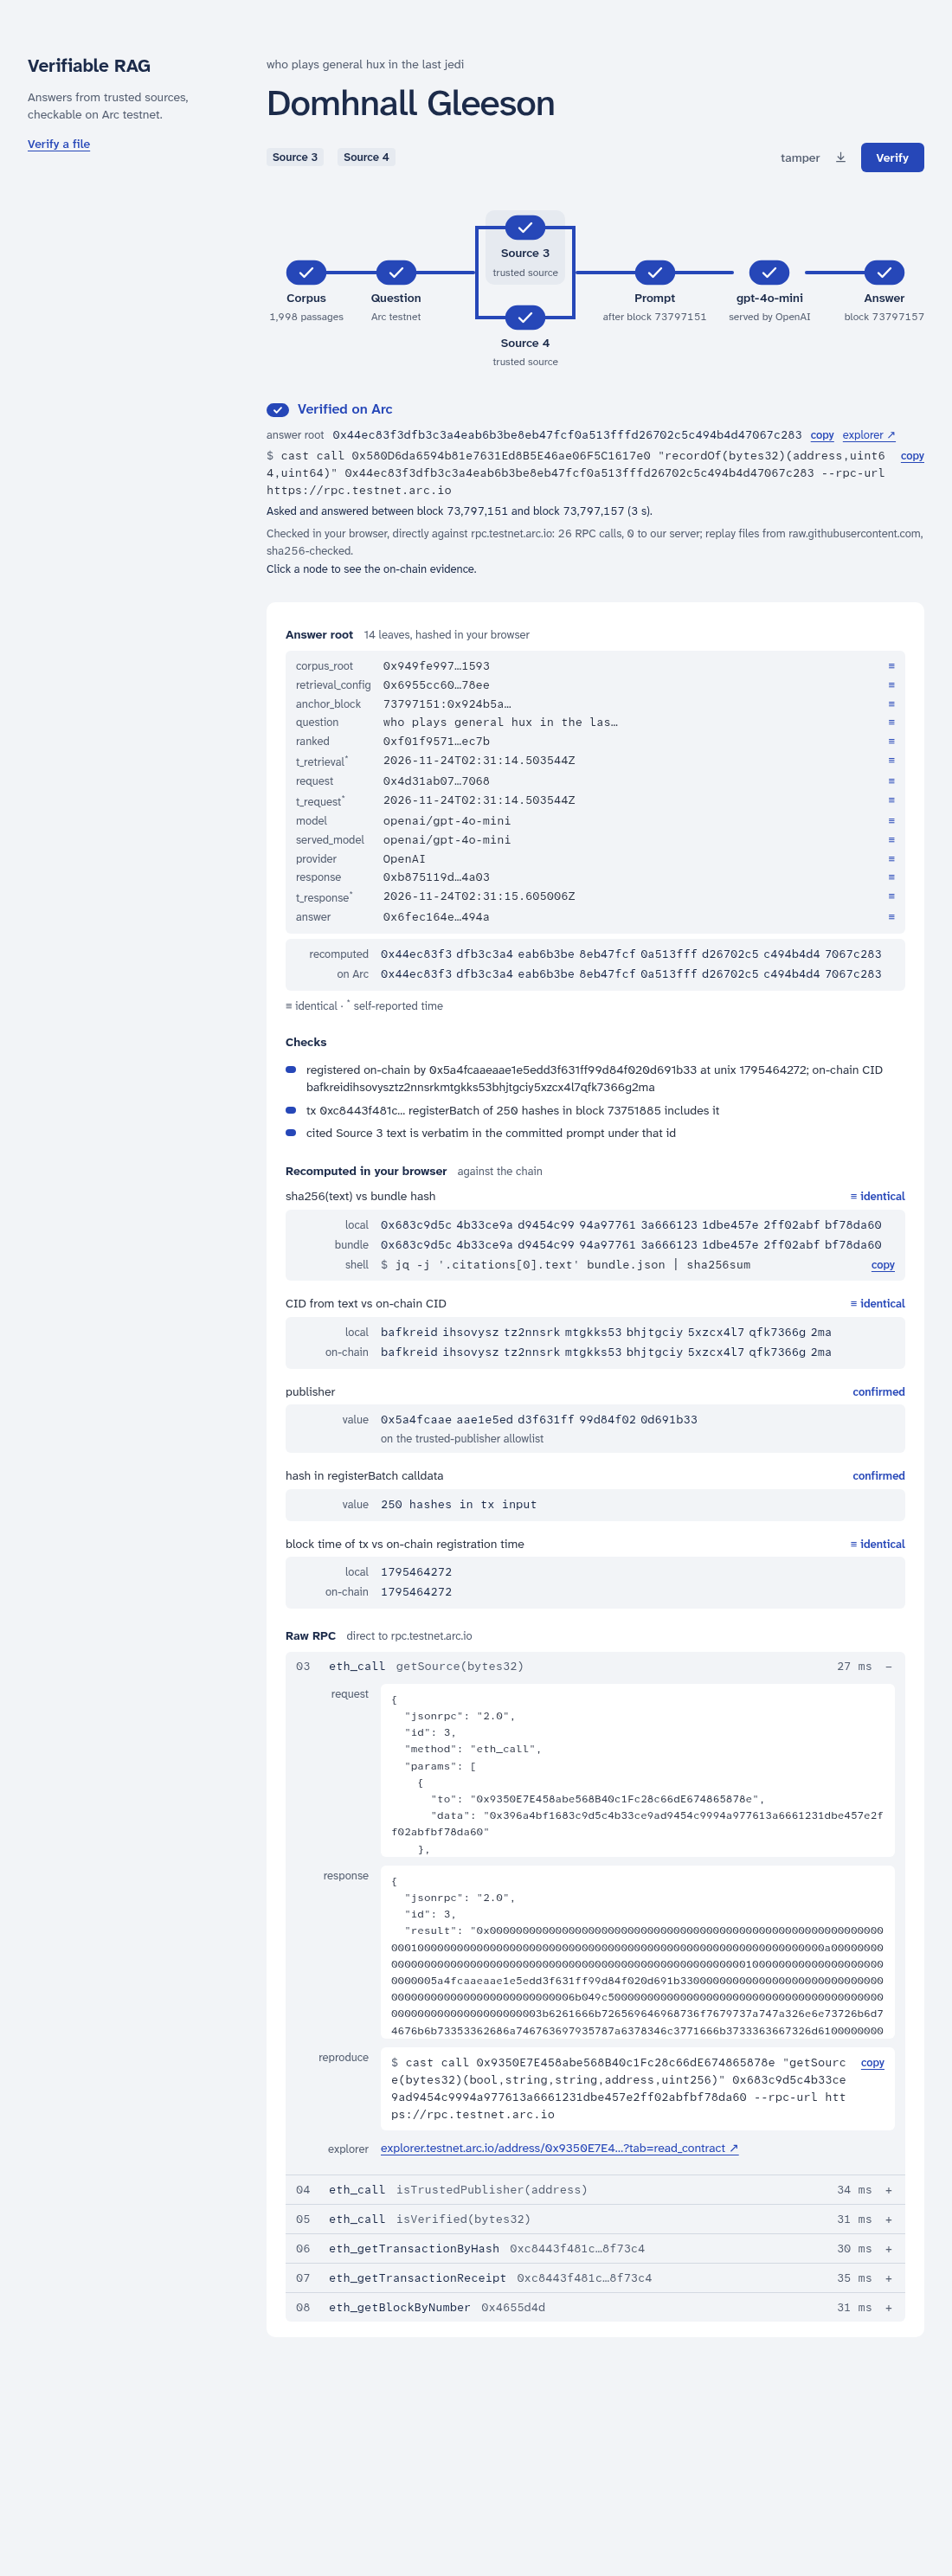 Verifiable RAG
Answers from trusted sources,
checkable on Arc testnet.
Verify a file
who plays general hux in the last jedi
Domhnall Gleeson
Source 3 Source 4
tamper Verify
Corpus
1,998 passages
Question
Arc testnet
Source 3
trusted source
Source 4
trusted source
Prompt
after block 73797151
gpt-4o-mini
served by OpenAI
Answer
block 73797157
Verified on Arc
answer root 0x44ec83f3dfb3c3a4eab6b3be8eb47fcf0a513fffd26702c5c494b4d47067c283 copy explorer ↗
$ cast call 0x580D6da6594b81e7631Ed8B5E46ae06F5C1617e0 "recordOf(bytes32)(address,uint6 copy
4,uint64)" 0x44ec83f3dfb3c3a4eab6b3be8eb47fcf0a513fffd26702c5c494b4d47067c283 --rpc-url
https://rpc.testnet.arc.io
Asked and answered between block 73,797,151 and block 73,797,157 (3 s).
Checked in your browser, directly against rpc.testnet.arc.io: 26 RPC calls, 0 to our server; replay files from raw.githubusercontent.com,
sha256-checked.
Click a node to see the on-chain evidence.
Answer root 14 leaves, hashed in your browser
corpus_root 0x949fe997…1593 ≡
retrieval_config 0x6955cc60…78ee ≡
anchor_block 73797151:0x924b5a… ≡
question who plays general hux in the las… ≡
ranked 0xf01f9571…ec7b ≡
t_retrieval* 2026-11-24T02:31:14.503544Z ≡
request 0x4d31ab07…7068 ≡
t_request* 2026-11-24T02:31:14.503544Z ≡
model openai/gpt-4o-mini ≡
served_model openai/gpt-4o-mini ≡
provider OpenAI ≡
response 0xb875119d…4a03 ≡
t_response* 2026-11-24T02:31:15.605006Z ≡
answer 0x6fec164e…494a ≡
recomputed 0x44ec83f3 dfb3c3a4 eab6b3be 8eb47fcf 0a513fff d26702c5 c494b4d4 7067c283
on Arc 0x44ec83f3 dfb3c3a4 eab6b3be 8eb47fcf 0a513fff d26702c5 c494b4d4 7067c283
≡ identical · * self-reported time
Checks
registered on-chain by 0x5a4fcaaeaae1e5edd3f631ff99d84f020d691b33 at unix 1795464272; on-chain CID
bafkreidihsovysztz2nnsrkmtgkks53bhjtgciy5xzcx4l7qfk7366g2ma
tx 0xc8443f481c… registerBatch of 250 hashes in block 73751885 includes it
cited Source 3 text is verbatim in the committed prompt under that id
Recomputed in your browser against the chain
sha256(text) vs bundle hash ≡ identical
local 0x683c9d5c 4b33ce9a d9454c99 94a97761 3a666123 1dbe457e 2ff02abf bf78da60
bundle 0x683c9d5c 4b33ce9a d9454c99 94a97761 3a666123 1dbe457e 2ff02abf bf78da60
shell $ jq -j '.citations[0].text' bundle.json | sha256sum copy
CID from text vs on-chain CID ≡ identical
local bafkreid ihsovysz tz2nnsrk mtgkks53 bhjtgciy 5xzcx4l7 qfk7366g 2ma
on-chain bafkreid ihsovysz tz2nnsrk mtgkks53 bhjtgciy 5xzcx4l7 qfk7366g 2ma
publisher confirmed
value 0x5a4fcaae aae1e5ed d3f631ff 99d84f02 0d691b33
on the trusted-publisher allowlist
hash in registerBatch calldata confirmed
value 250 hashes in tx input
block time of tx vs on-chain registration time ≡ identical
local 1795464272
on-chain 1795464272
Raw RPC direct to rpc.testnet.arc.io
03 eth_call getSource(bytes32) 27 ms −
request {
"jsonrpc": "2.0",
"id": 3,
"method": "eth_call",
"params": [
{
"to": "0x9350E7E458abe568B40c1Fc28c66dE674865878e",
"data": "0x396a4bf1683c9d5c4b33ce9ad9454c9994a977613a6661231dbe457e2f
f02abfbf78da60"
},
response {
"jsonrpc": "2.0",
"id": 3,
reproduce $ cast call 0x9350E7E458abe568B40c1Fc28c66dE674865878e "getSourc copy
e(bytes32)(bool,string,string,address,uint256)" 0x683c9d5c4b33ce
9ad9454c9994a977613a6661231dbe457e2ff02abfbf78da60 --rpc-url htt
ps://rpc.testnet.arc.io
explorer explorer.testnet.arc.io/address/0x9350E7E4…?tab=read_contract ↗
04 eth_call isTrustedPublisher(address) 34 ms +
05 eth_call isVerified(bytes32) 31 ms +
06 eth_getTransactionByHash 0xc8443f481c…8f73c4 30 ms +
07 eth_getTransactionReceipt 0xc8443f481c…8f73c4 35 ms +
08 eth_getBlockByNumber 0x4655d4d 31 ms +